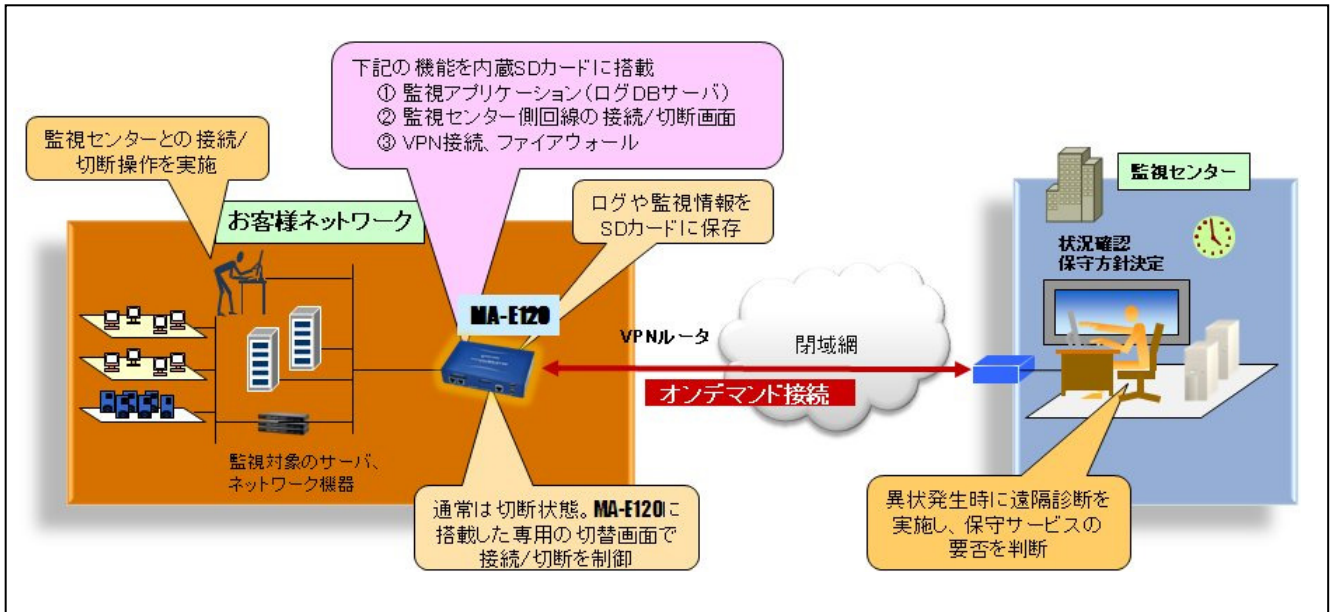 下記の機能を内蔵SDカードに搭載
① 監視アプリケーション(ログDBサーバ)
② 監視センター側回線の接続/切断画面
③ VPN接続、ファイアウォール
監視センターとの接続/
切断操作を実施
お客様ネットワーク
ログや監視情報を
SDカードに保存
監視センター
状況確認
保守方針決定
MA-E120
VPNルータ
閉域網
オンデマンド接続
監視対象のサーバ、
ネットワーク機器
通常は切断状態。MA-E120に
搭載した専用の切替画面で
接続/切断を制御
異状発生時に遠隔診断を
実施し、保守サービスの
要否を判断